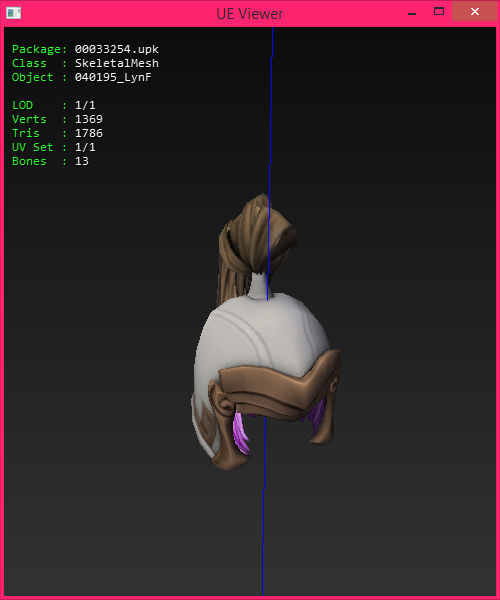 UE Viewer
Package: 00033254.upk
Class : SkeletalMesh
Object : 040195_LynF
LOD : 1/1
Verts : 1369
Tris : 1786
UV Set : 1/1
Bones : 13